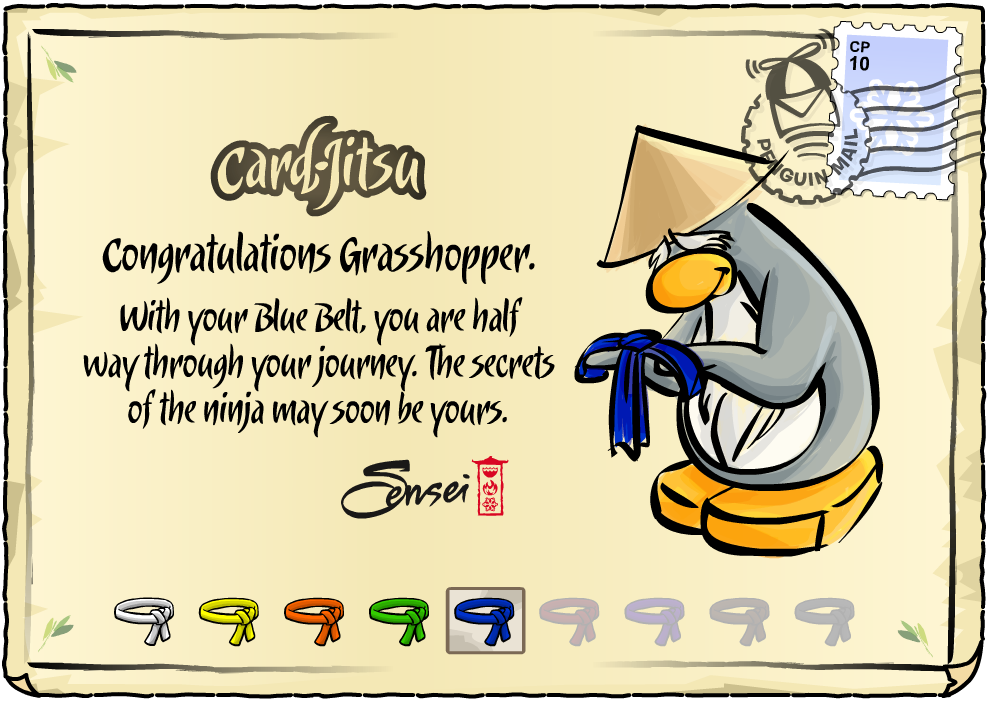 CP
10
PENGUIN MAIL
Card-Jitsu
Congratulations Grasshopper.
With your Blue Belt, you are half
way through your journey. The secrets
of the ninja may soon be yours.
Sensei